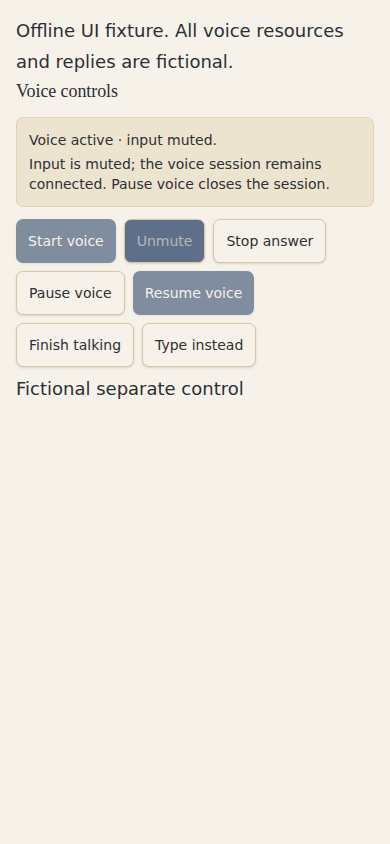 Offline UI fixture. All voice resources
and replies are fictional.
Voice controls
Voice active · input muted.
Input is muted; the voice session remains
connected. Pause voice closes the session.
Start voice
Unmute
Stop answer
Pause voice
Resume voice
Finish talking
Type instead
Fictional separate control